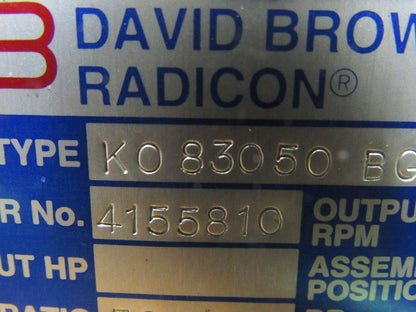 DAVID BROW
RADICON®
TYPE KO 83050 BG
R No. 4155810 OUTPU
RPM
UT HP ASSEM
POSITIO